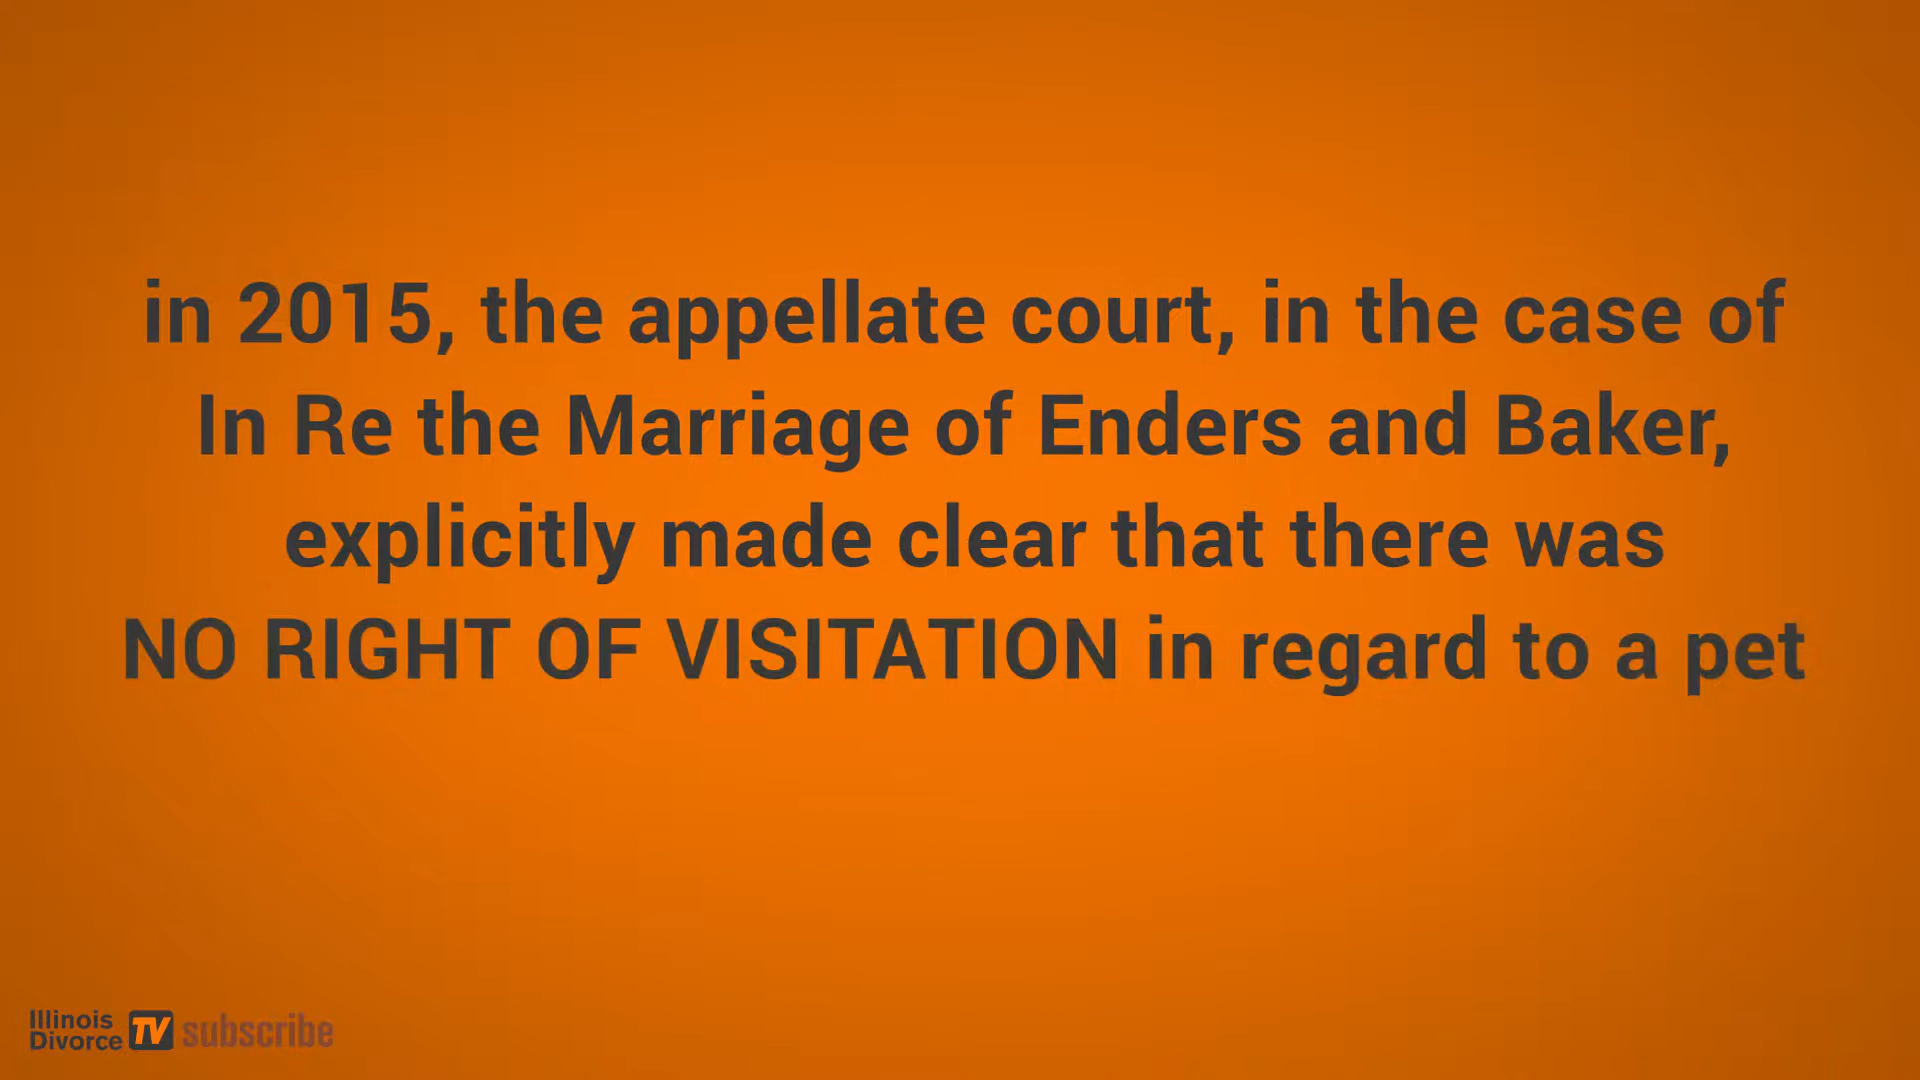 in 2015, the appellate court, in the case of
In Re the Marriage of Enders and Baker,
explicitly made clear that there was
NO RIGHT OF VISITATION in regard to a pet
Illinois
Divorce TV subscribe